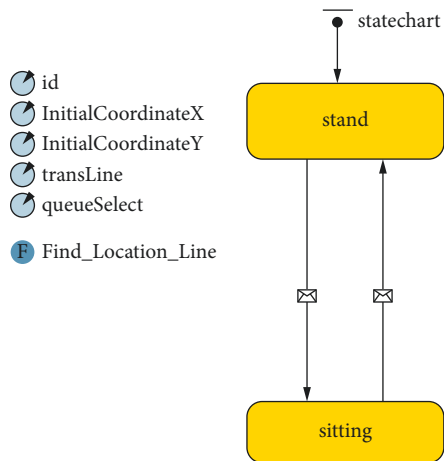 statechart
id
InitialCoordinateX
InitialCoordinateY
transLine
queueSelect
F Find_Location_Line
stand
sitting